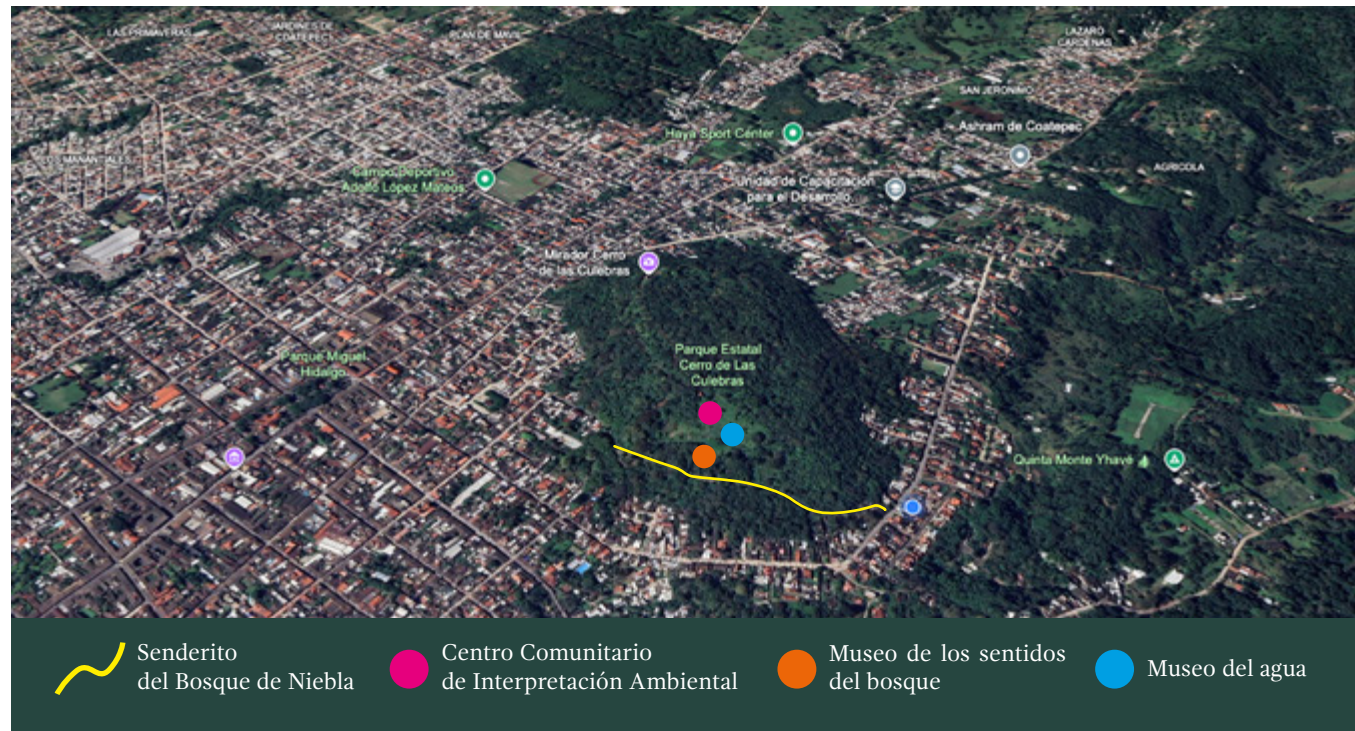 LAS PRIMAVERAS
JARDINES DE
COATEPEC
PLAN DE MAVIL
LAZARO
CARDENAS
SAN JERONIMO
Haya Sport Center
Ashram de Coatepec
LOS MANANTIALES
Campo Deportivo
Adolfo López Mateos
Unidad de Capacitación
para el Desarrollo.
AGRICOLA
Mirador Cerro
de las Culebras
Parque Miguel
Hidalgo
Parque Estatal
Cerro de Las
Culebras
Quinta Monte Yhavé
Senderito
del Bosque de Niebla
Centro Comunitario
de Interpretación Ambiental
Museo de los sentidos
del bosque
Museo del agua